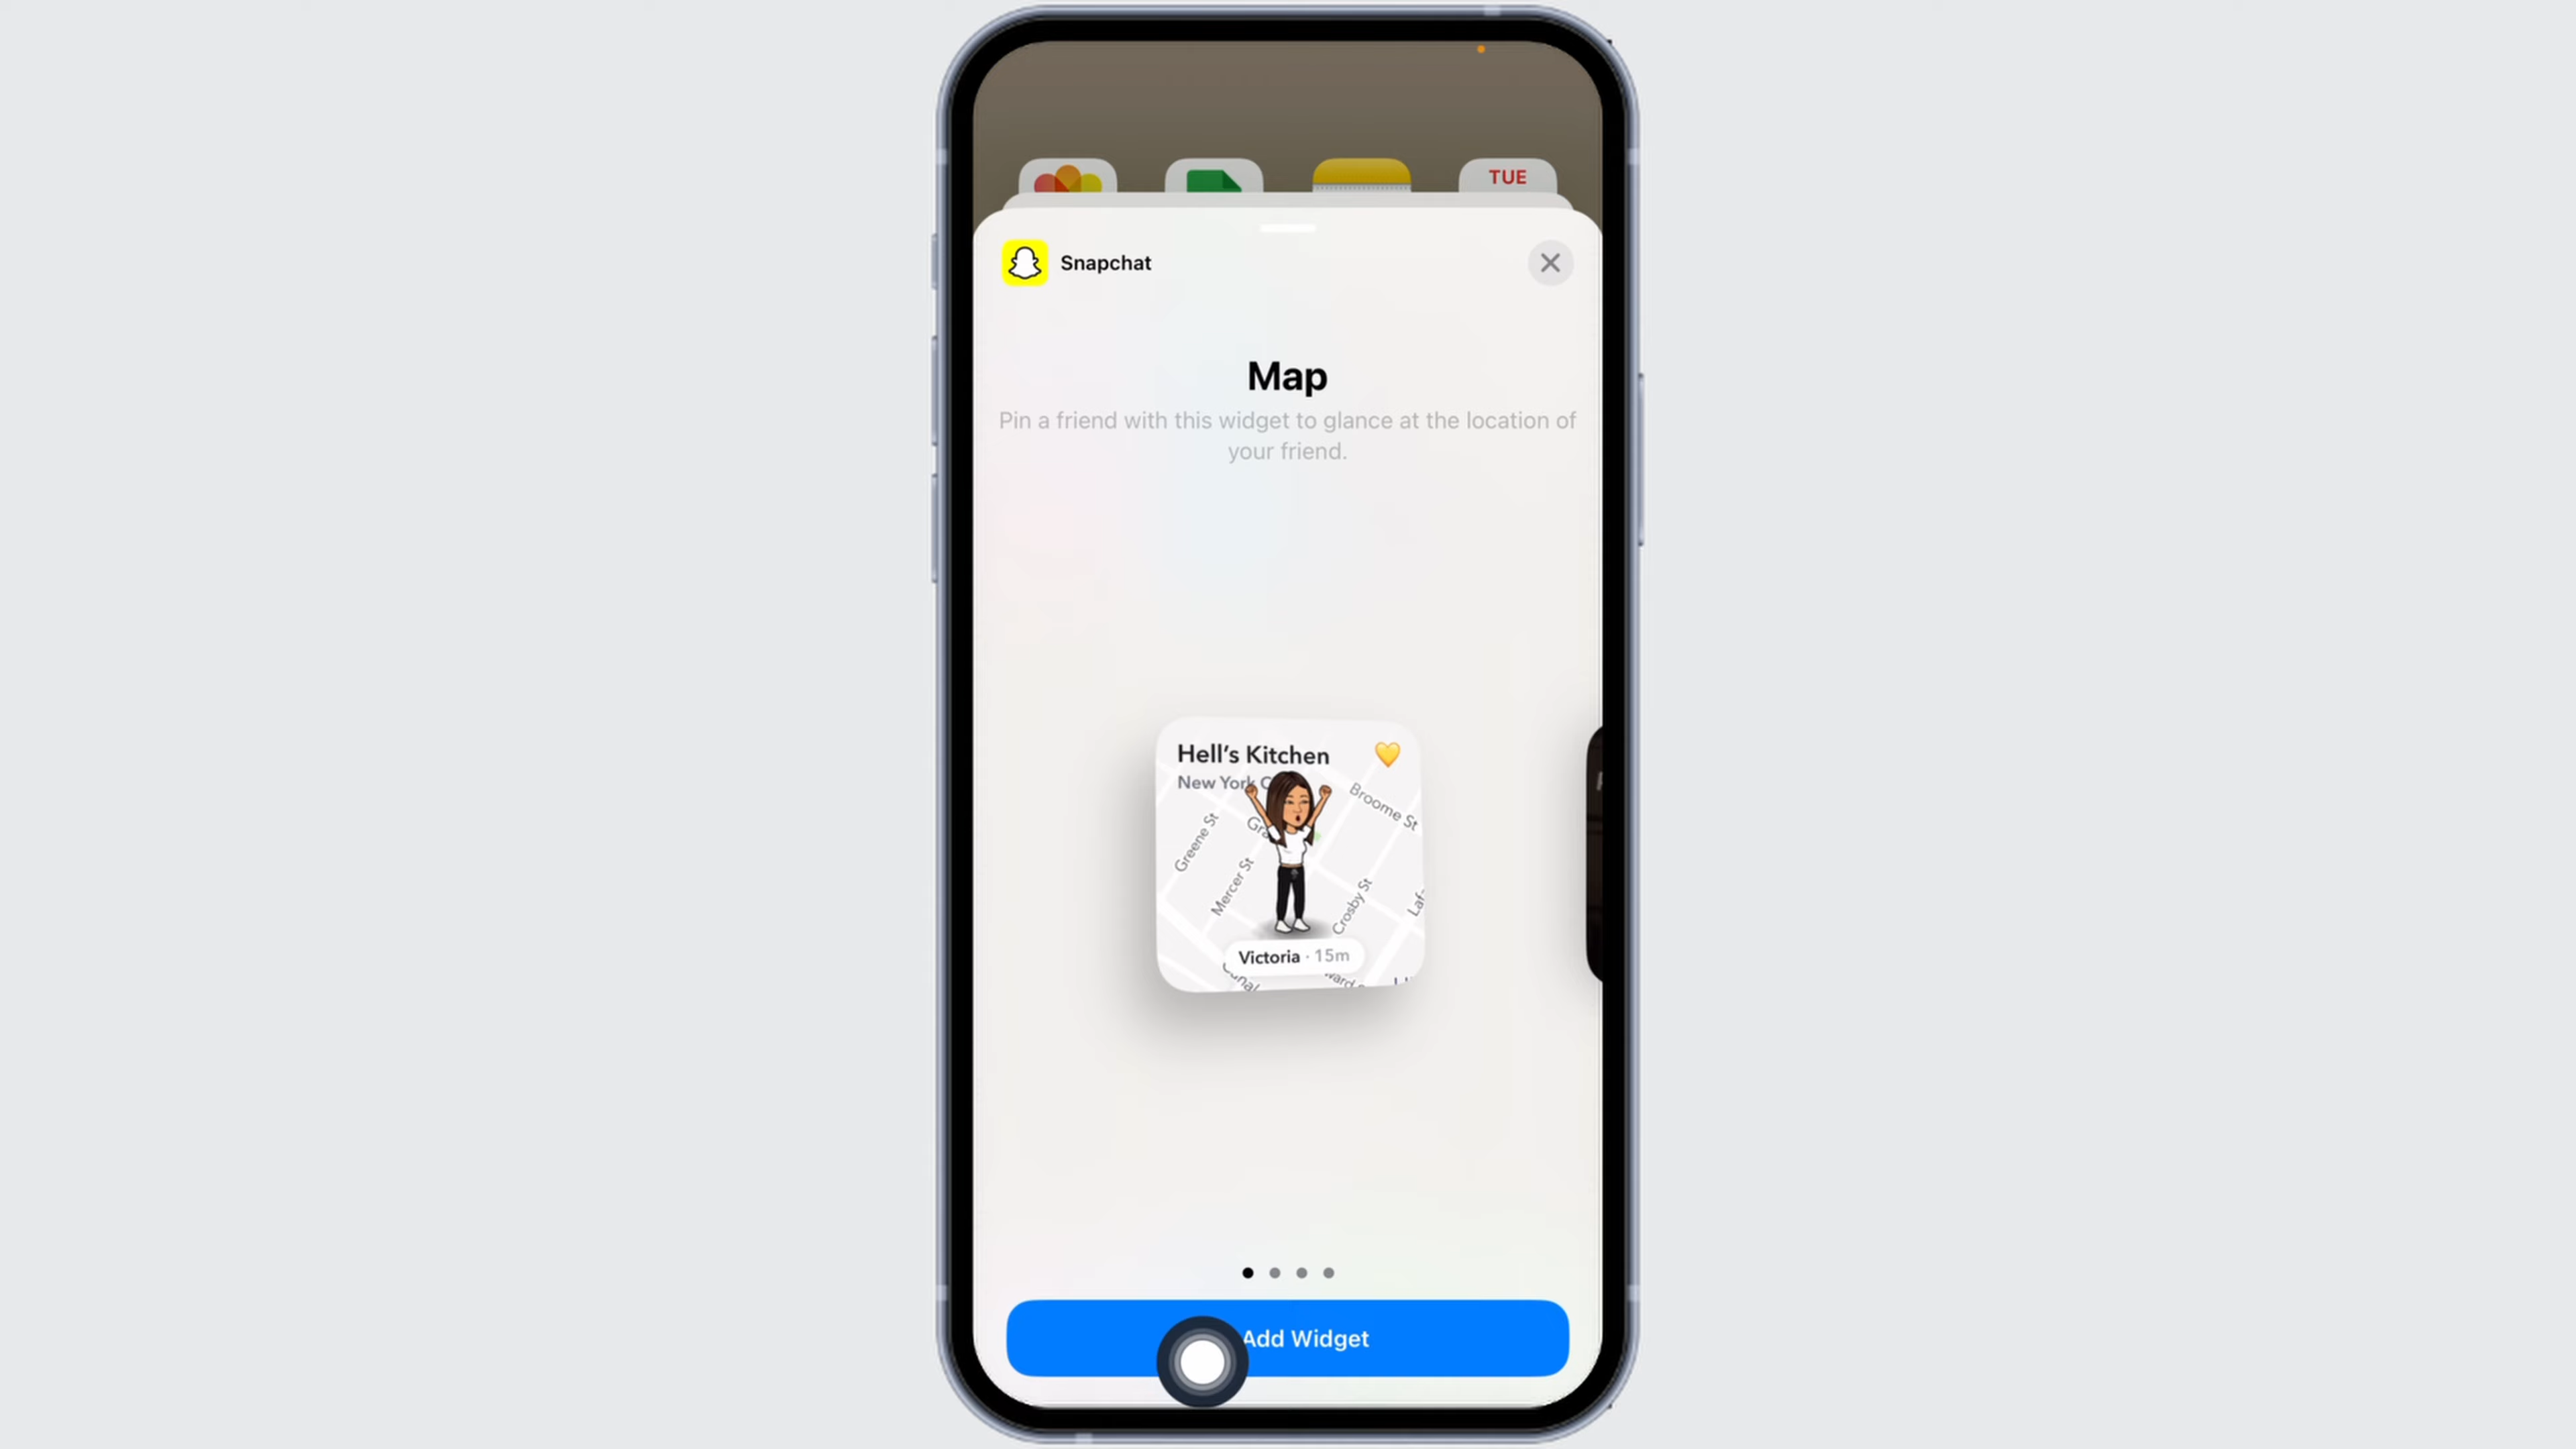 TUE
Snapchat
Map
Pin a friend with this widget to glance at the location of
your friend.
Hell's Kitchen
New York C
Broome St
Greene St
Mercer St
Crosby St
Victoria · 15m
Add Widget